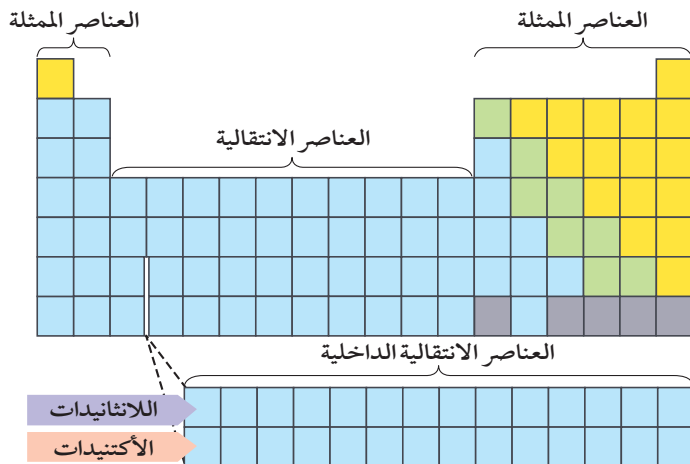 العناصر الممثلة
العناصر الممثلة
العناصر الانتقالية
العناصر الانتقالية الداخلية
اللانثانيدات
الأكتنيدات